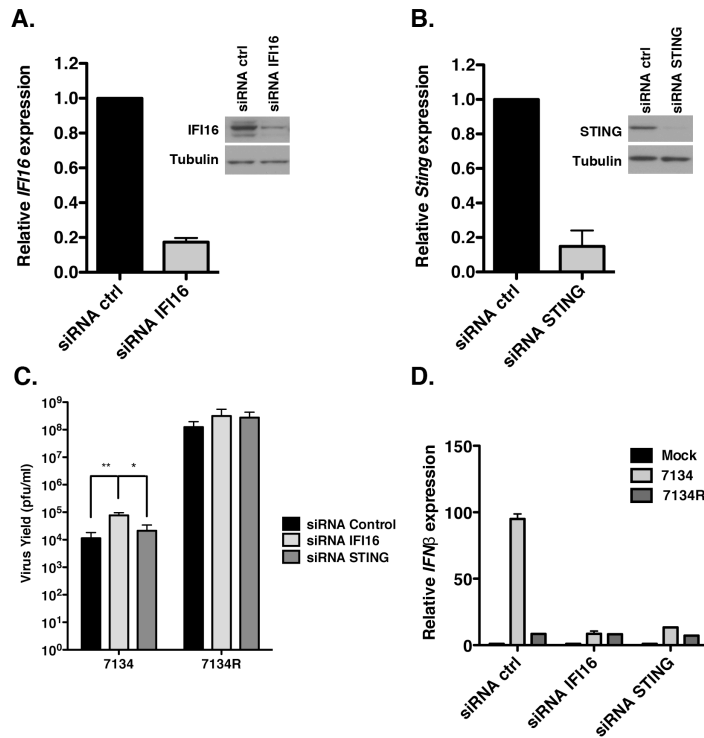 A.
Relative IFI16 expression
1.2
1.0
0.8
0.6
0.4
0.2
0.0
siRNA ctrl
siRNA IFI16
siRNA ctrl
siRNA IFI16
IFI16
Tubulin
B.
Relative Sting expression
1.2
1.0
0.8
0.6
0.4
0.2
0.0
siRNA ctrl
siRNA STING
siRNA ctrl
siRNA STING
STING
Tubulin
C.
Virus Yield (pfu/ml)
10⁹
10⁸
10⁷
10⁶
10⁵
10⁴
10³
10²
10¹
10⁰
** *
7134 7134R
siRNA Control
siRNA IFI16
siRNA STING
D.
Relative IFNβ expression
150
100
50
0
Mock
7134
7134R
siRNA ctrl
siRNA IFI16
siRNA STING